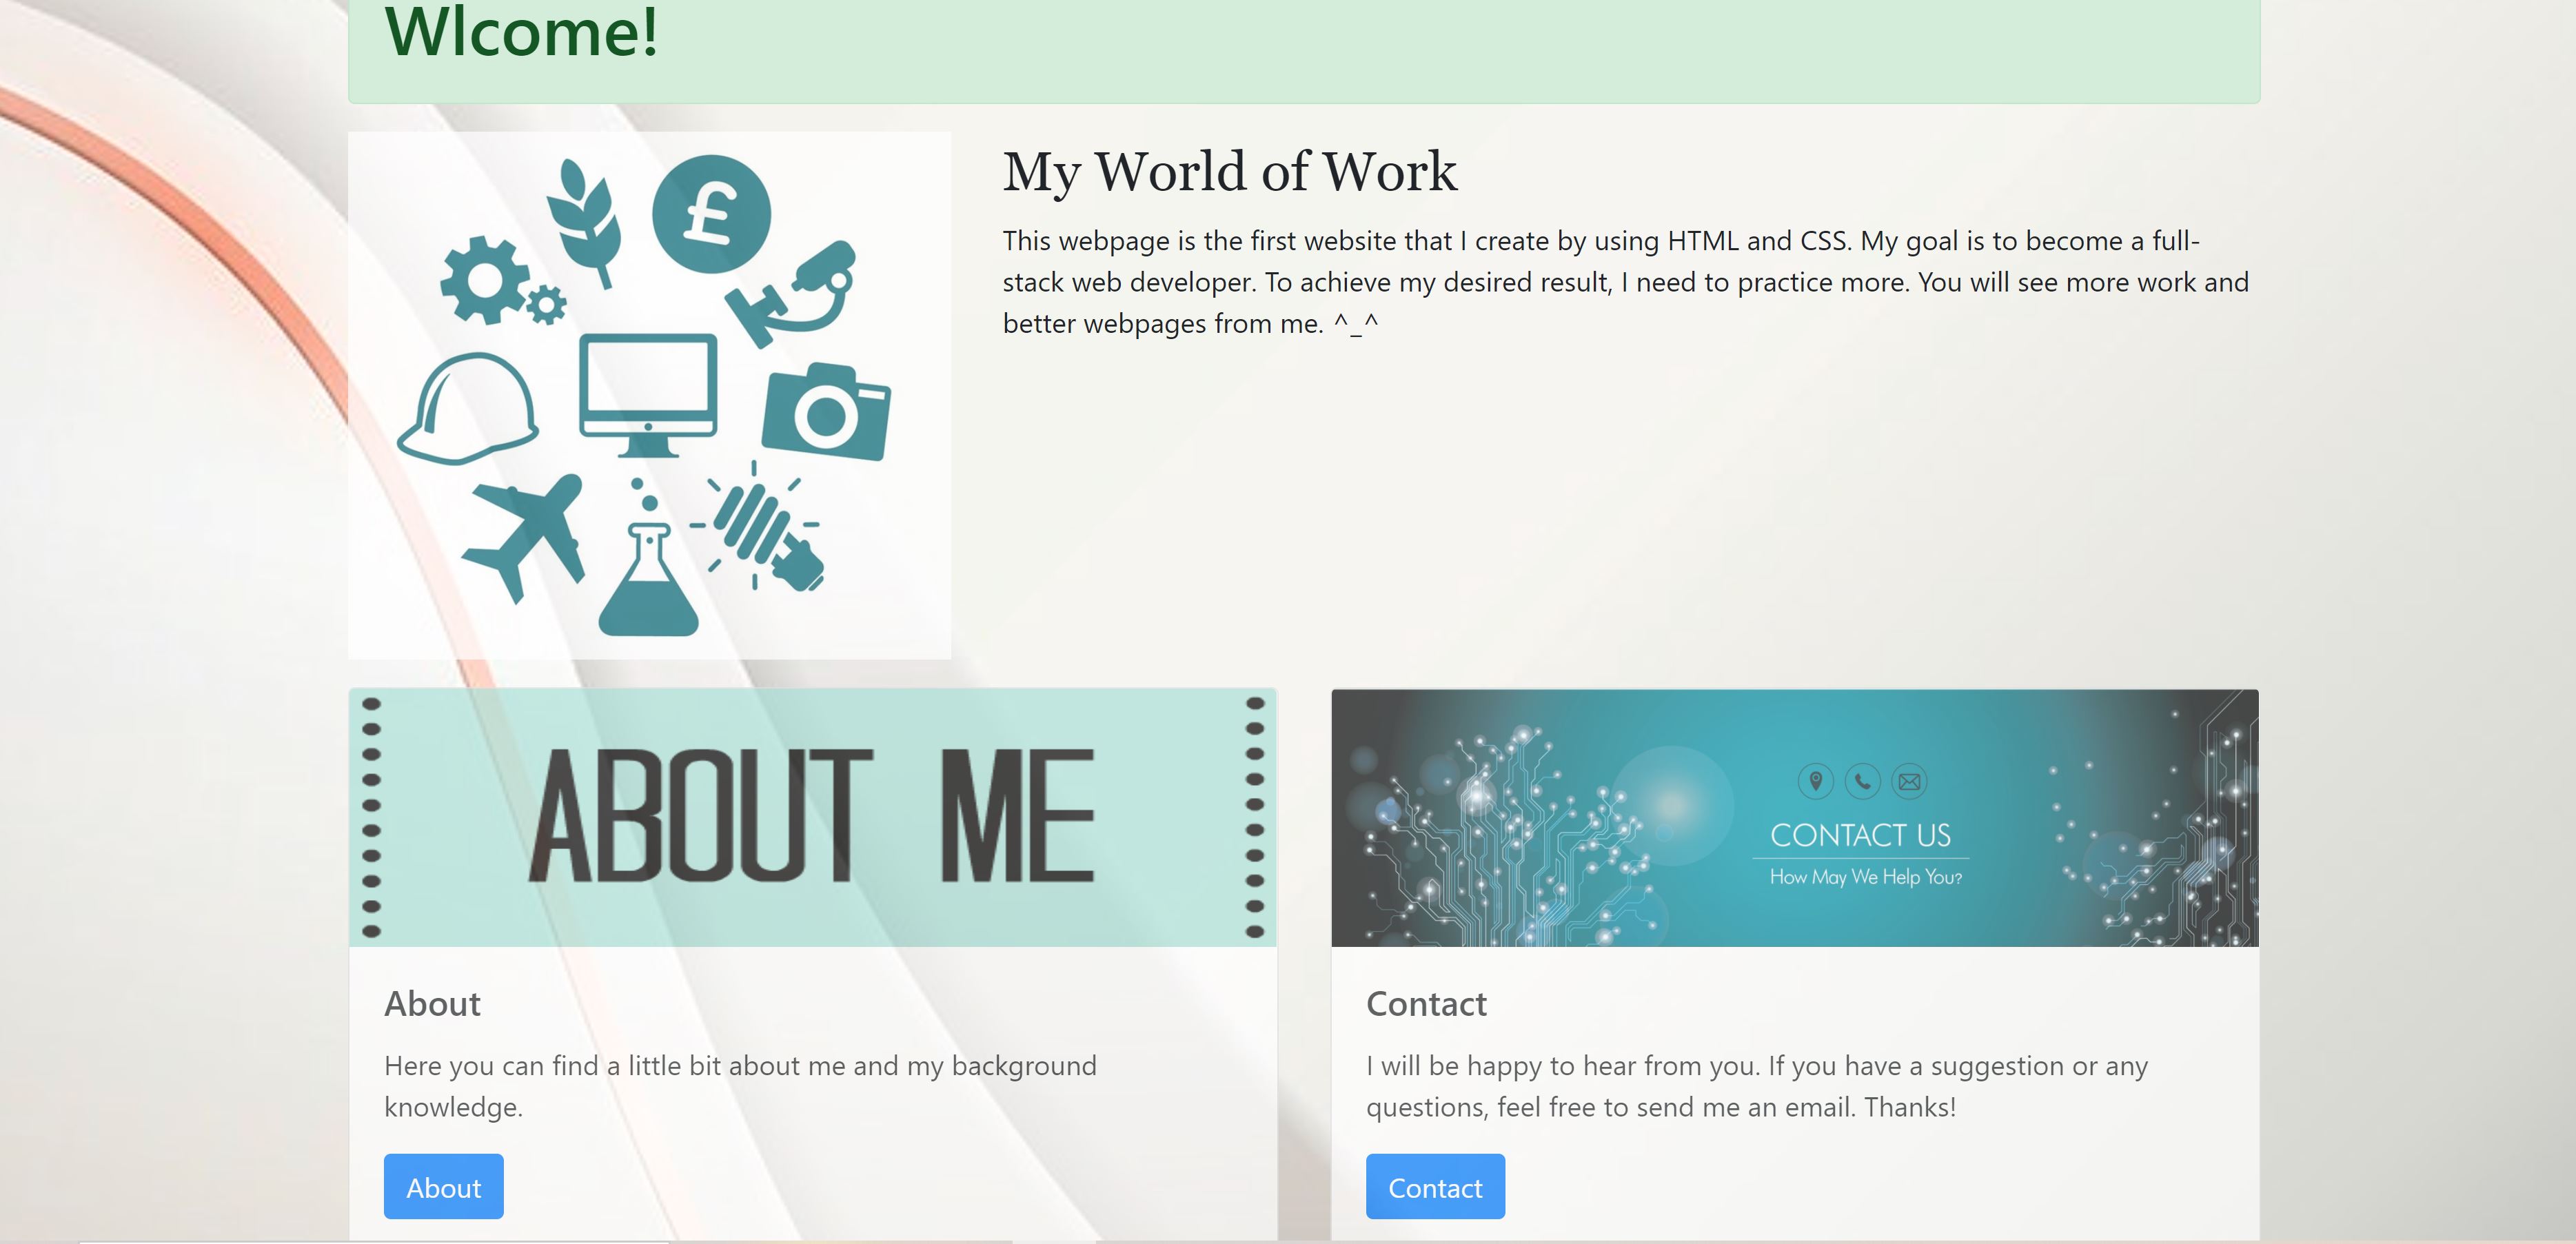 Wlcome!
£
My World of Work
This webpage is the first website that I create by using HTML and CSS. My goal is to become a full-
stack web developer. To achieve my desired result, I need to practice more. You will see more work and
better webpages from me. ^_^
ABOUT ME
CONTACT US
How May We Help You?
About
Here you can find a little bit about me and my background
knowledge.
About
Contact
I will be happy to hear from you. If you have a suggestion or any
questions, feel free to send me an email. Thanks!
Contact